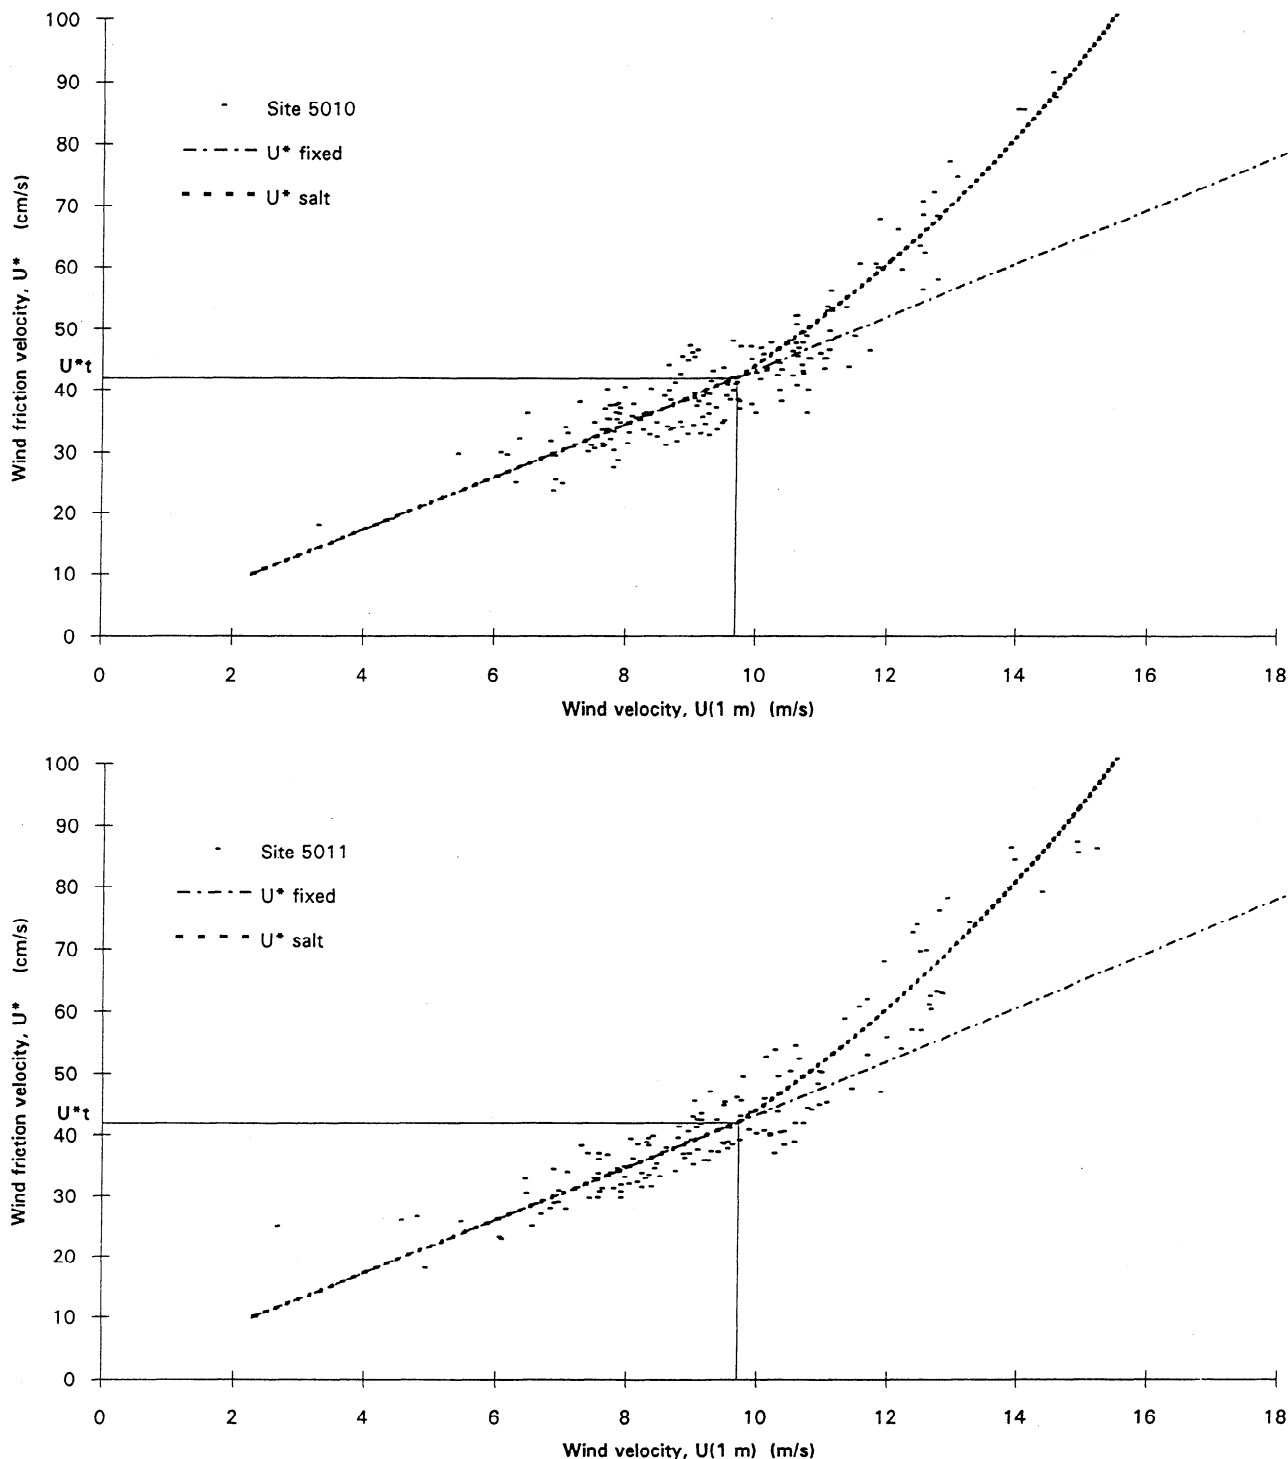 100
90
80
70
60
50
U*t
40
30
20
10
0
Wind friction velocity, U* (cm/s)
Site 5010
U* fixed
U* salt
0 2 4 6 8 10 12 14 16 18
Wind velocity, U(1 m) (m/s)
100
90
80
70
60
50
U*t
40
30
20
10
0
Wind friction velocity, U* (cm/s)
Site 5011
U* fixed
U* salt
0 2 4 6 8 10 12 14 16 18
Wind velocity, U(1 m) (m/s)